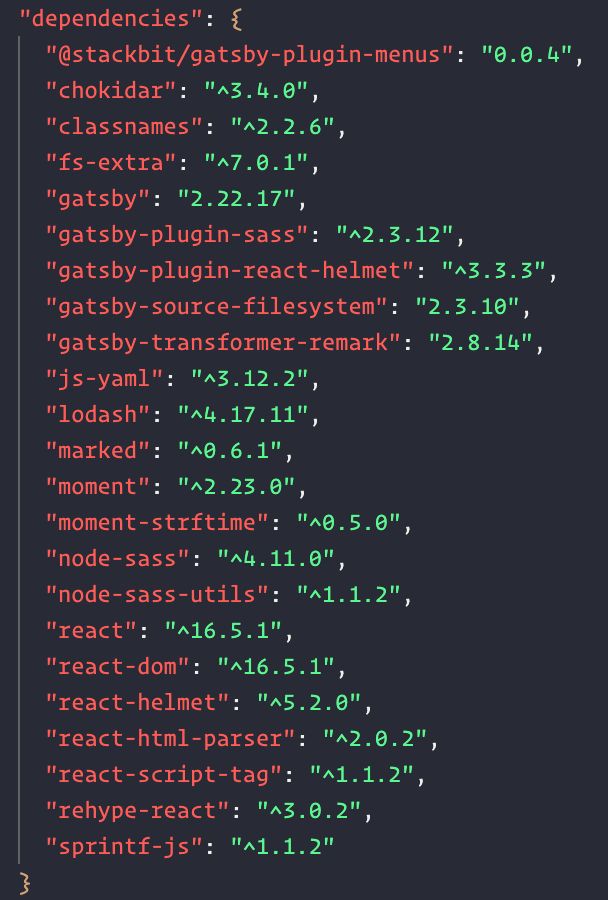 "dependencies": {
"@stackbit/gatsby-plugin-menus": "0.0.4",
"chokidar": "^3.4.0",
"classnames": "^2.2.6",
"fs-extra": "^7.0.1",
"gatsby": "2.22.17",
"gatsby-plugin-sass": "^2.3.12",
"gatsby-plugin-react-helmet": "^3.3.3",
"gatsby-source-filesystem": "2.3.10",
"gatsby-transformer-remark": "2.8.14",
"js-yaml": "^3.12.2",
"lodash": "^4.17.11",
"marked": "^0.6.1",
"moment": "^2.23.0",
"moment-strftime": "^0.5.0",
"node-sass": "^4.11.0",
"node-sass-utils": "^1.1.2",
"react": "^16.5.1",
"react-dom": "^16.5.1",
"react-helmet": "^5.2.0",
"react-html-parser": "^2.0.2",
"react-script-tag": "^1.1.2",
"rehype-react": "^3.0.2",
"sprintf-js": "^1.1.2"
}